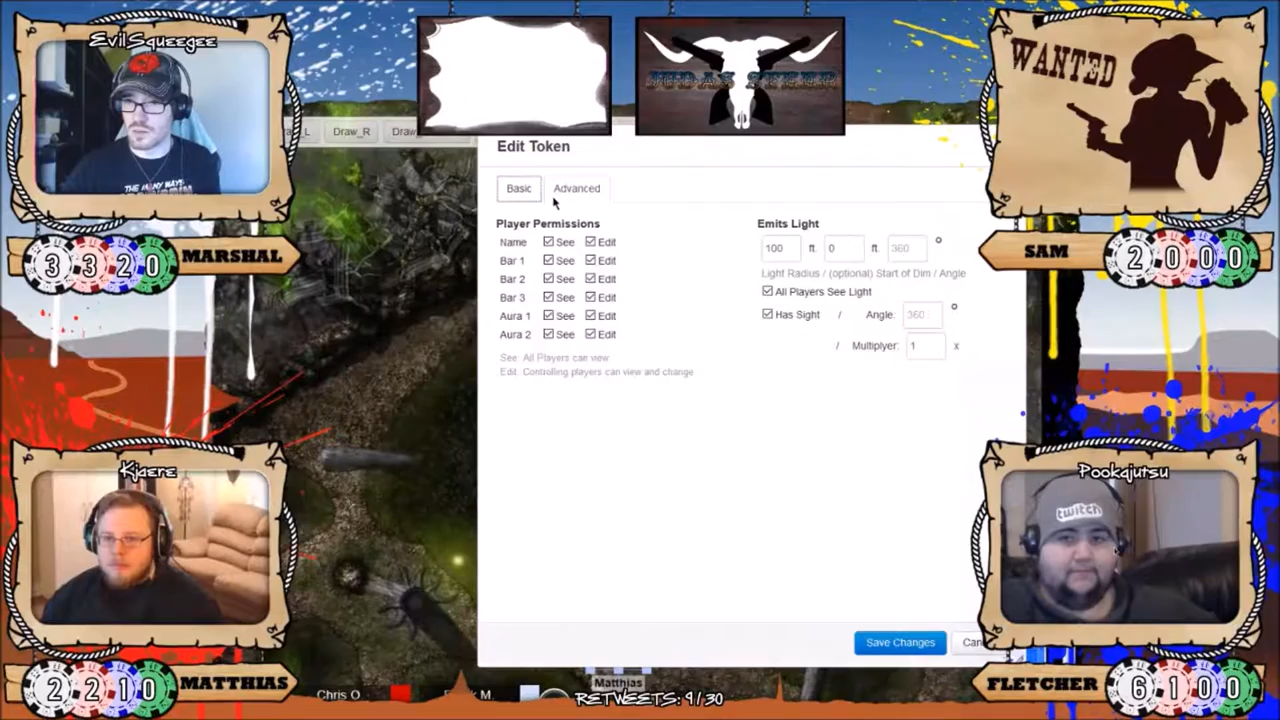 EvilSqueegee
WANTED
Draw_R
Edit Token
Basic
Advanced
Player Permissions
Name See Edit
Bar 1 See Edit
Bar 2 See Edit
Bar 3 See Edit
Aura 1 See Edit
Aura 2 See Edit
See: All Players can view
Edit: Controlling players can view and change
Emits Light
100 ft. 0 ft. 360 °
Light Radius / (optional) Start of Dim / Angle
All Players See Light
Has Sight / Angle: 360 °
/ Multiplyer: 1 x
3 3 2 0 MARSHAL
SAM 2 0 0 0
Kjaere
Pookajutsu
twitch
THE MANY WAYS
Save Changes
2 2 1 0 MATTHIAS
Chris O
Matthias
RETWEETS: 9/30
FLETCHER 6 1 0 0